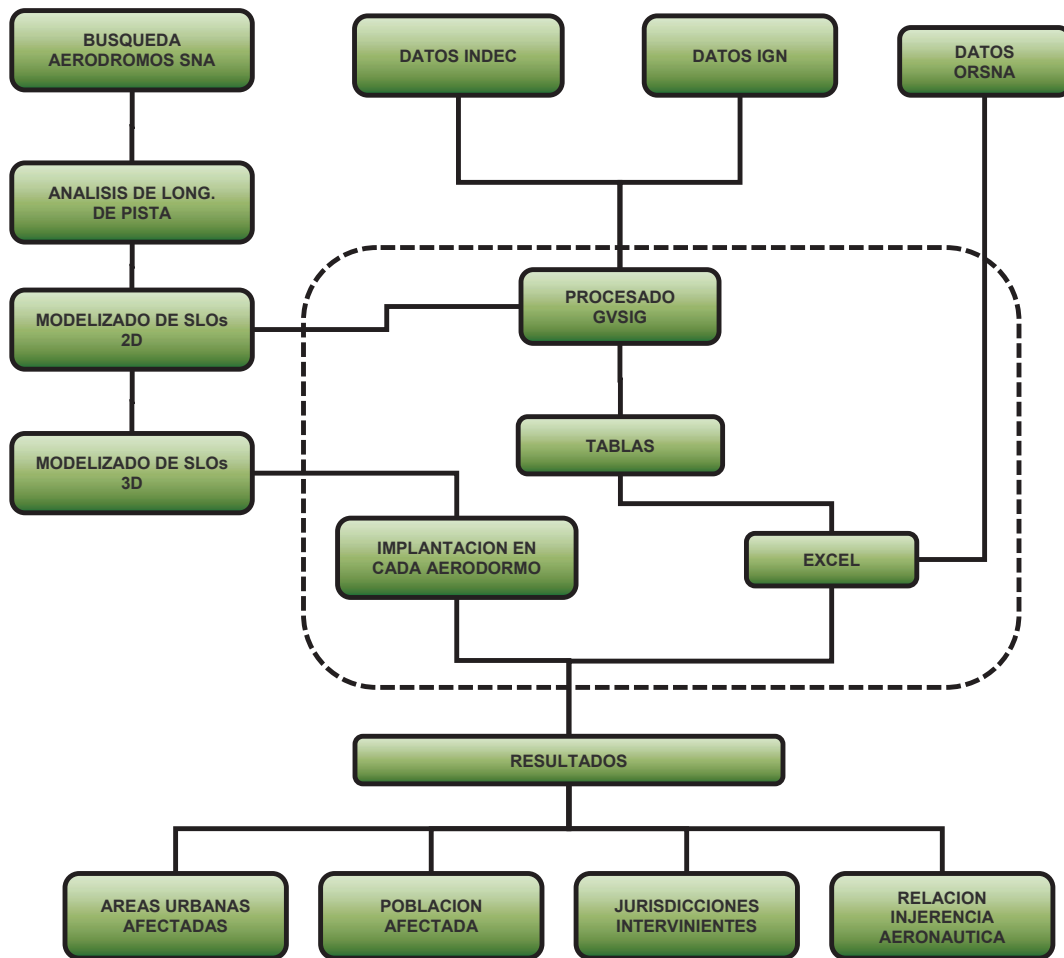 BUSQUEDA
AERODROMOS SNA
DATOS INDEC
DATOS IGN
DATOS
ORSNA
ANALISIS DE LONG.
DE PISTA
MODELIZADO DE SLOs
2D
PROCESADO
GVSIG
MODELIZADO DE SLOs
3D
TABLAS
IMPLANTACION EN
CADA AERODORMO
EXCEL
RESULTADOS
AREAS URBANAS
AFECTADAS
POBLACION
AFECTADA
JURISDICCIONES
INTERVINIENTES
RELACION
INJERENCIA
AERONAUTICA